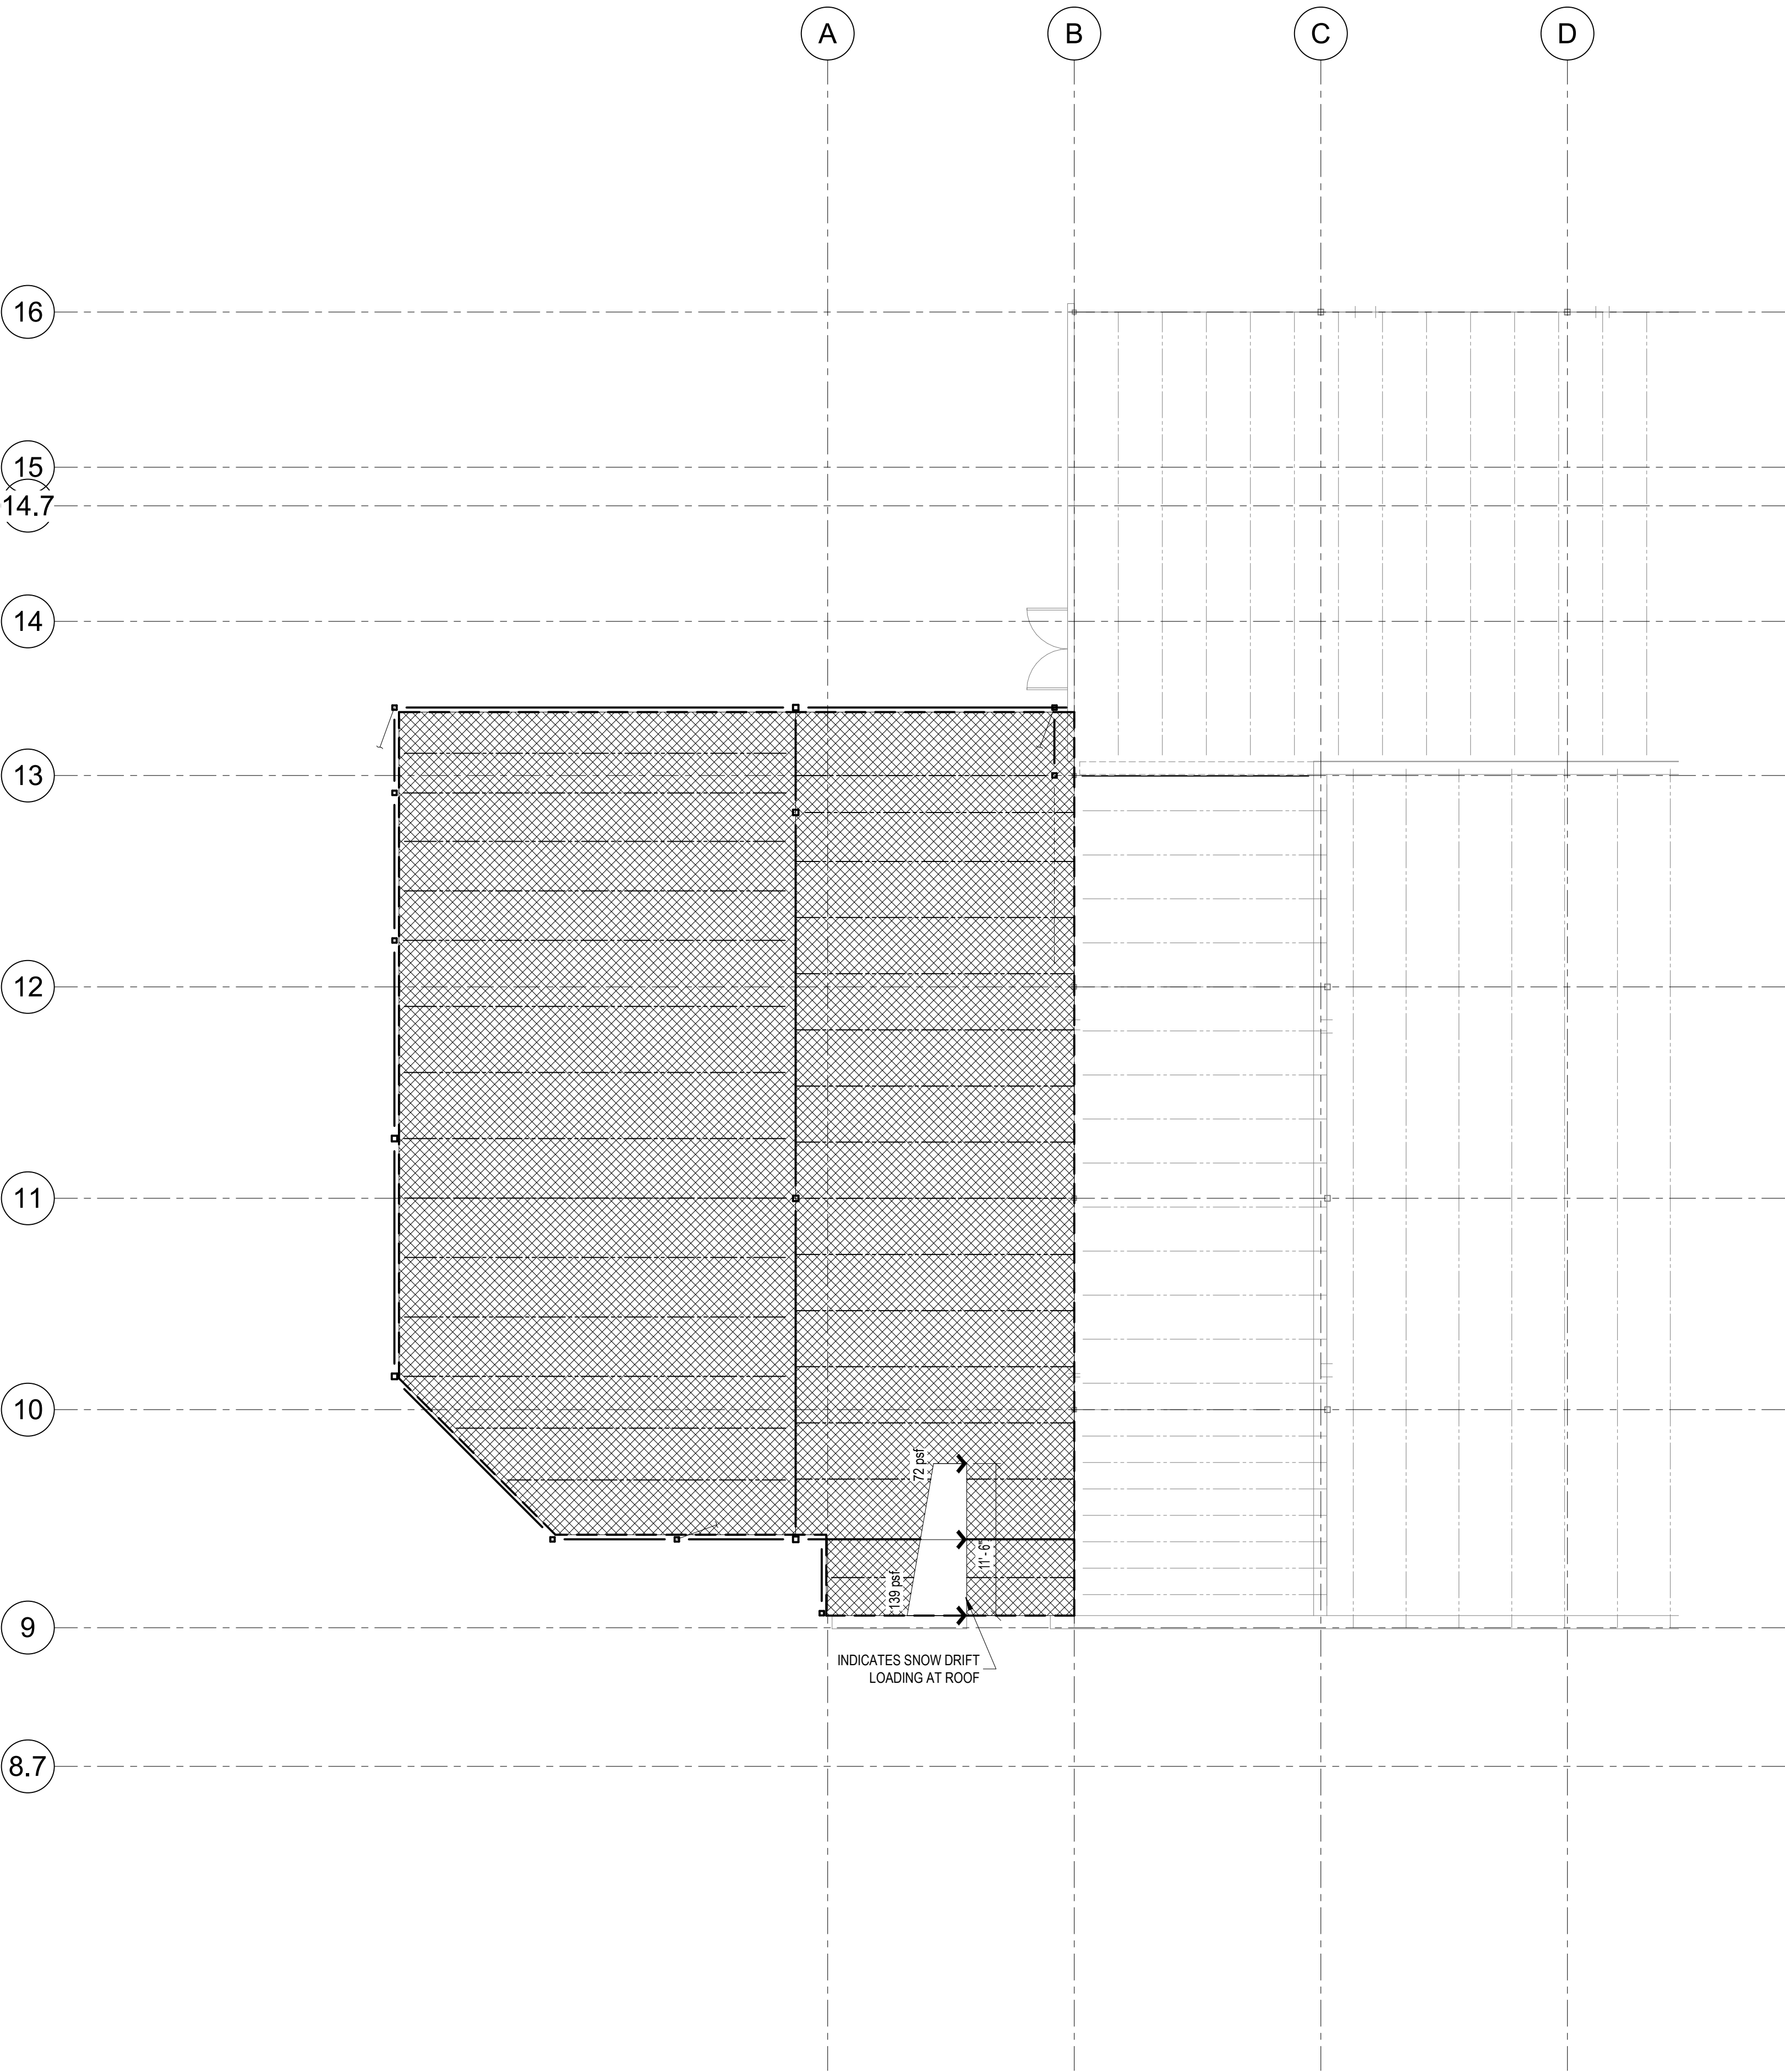 A
B
C
D
16
15
14.7
14
13
12
11
10
72 psf
11' - 6"
139 psf
9
INDICATES SNOW DRIFT
LOADING AT ROOF
8.7